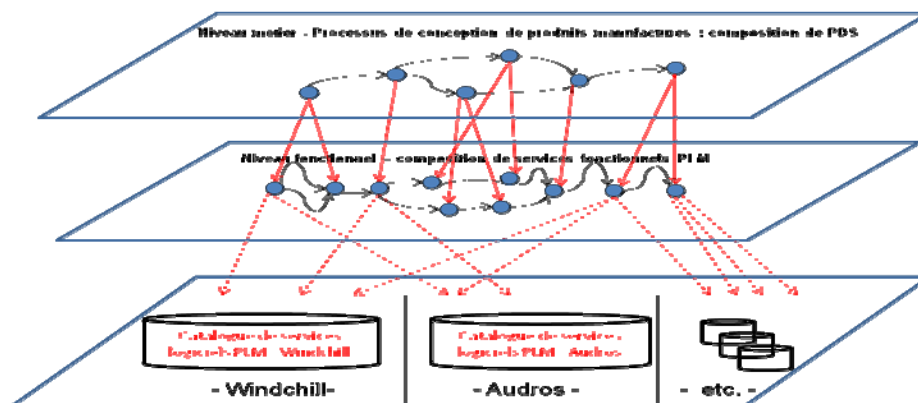 Niveau métier - Processus de conception de produits manufacturés : composition de PDS
Niveau fonctionnel – composition de services fonctionnels PLM
Catalogue de services
logiciels PLM - Windchill
Catalogue de services
logiciels PLM - Audros
- Windchill-
- Audros -
- etc. -